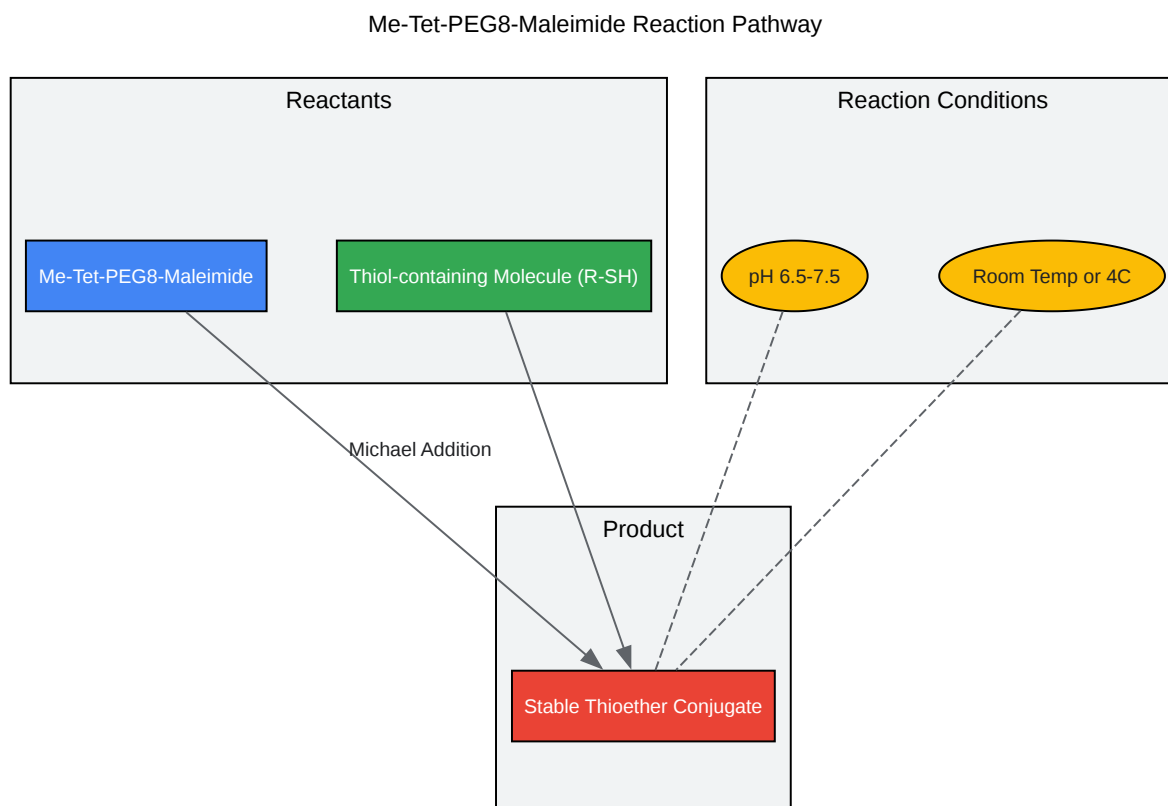 Me-Tet-PEG8-Maleimide Reaction Pathway
Reactants
Reaction Conditions
Me-Tet-PEG8-Maleimide
Thiol-containing Molecule (R-SH)
pH 6.5-7.5
Room Temp or 4C
Michael Addition
Product
Stable Thioether Conjugate